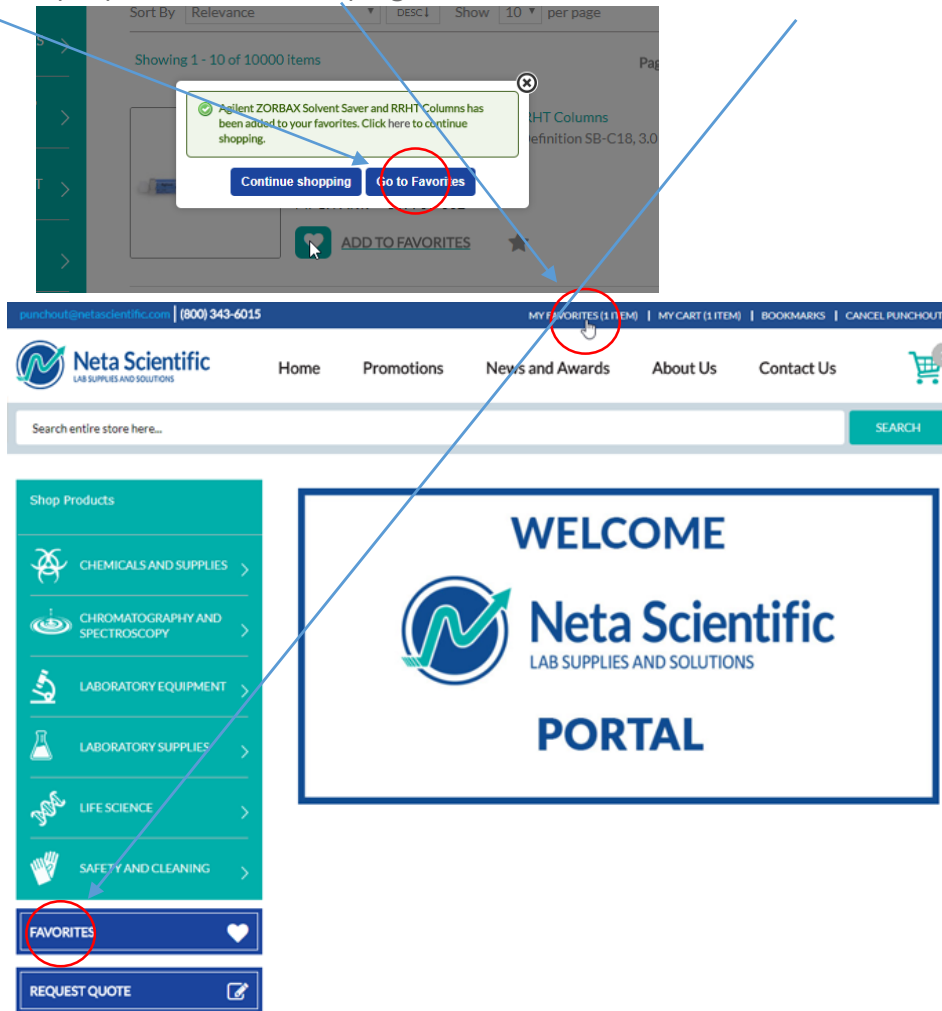 Sort By Relevance DESC Show 10 per page
Showing 1 - 10 of 10000 items
Agilent ZORBAX Solvent Saver and RRHT Columns has
been added to your favorites. Click here to continue
shopping.
Columns
SB-C18, 3.0
Continue shopping Go to Favorites
ADD TO FAVORITES
punchout@netascientific.com (800) 343-6015 MY FAVORITES (1 ITEM) | MY CART (1 ITEM) | BOOKMARKS | CANCEL PUNCHOUT
Neta Scientific
LAB SUPPLIES AND SOLUTIONS
Home Promotions News and Awards About Us Contact Us
Search entire store here... SEARCH
Shop Products
CHEMICALS AND SUPPLIES
CHROMATOGRAPHY AND
SPECTROSCOPY
LABORATORY EQUIPMENT
LABORATORY SUPPLIES
LIFE SCIENCE
SAFETY AND CLEANING
FAVORITES
REQUEST QUOTE
WELCOME
Neta Scientific
LAB SUPPLIES AND SOLUTIONS
PORTAL